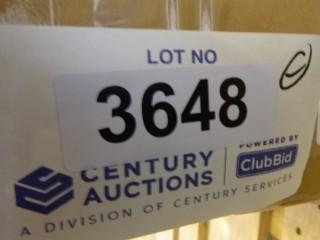 LOT NO
3648
CENTURY AUCTIONS
POWERED BY
ClubBid
A DIVISION OF CENTURY SERVICES